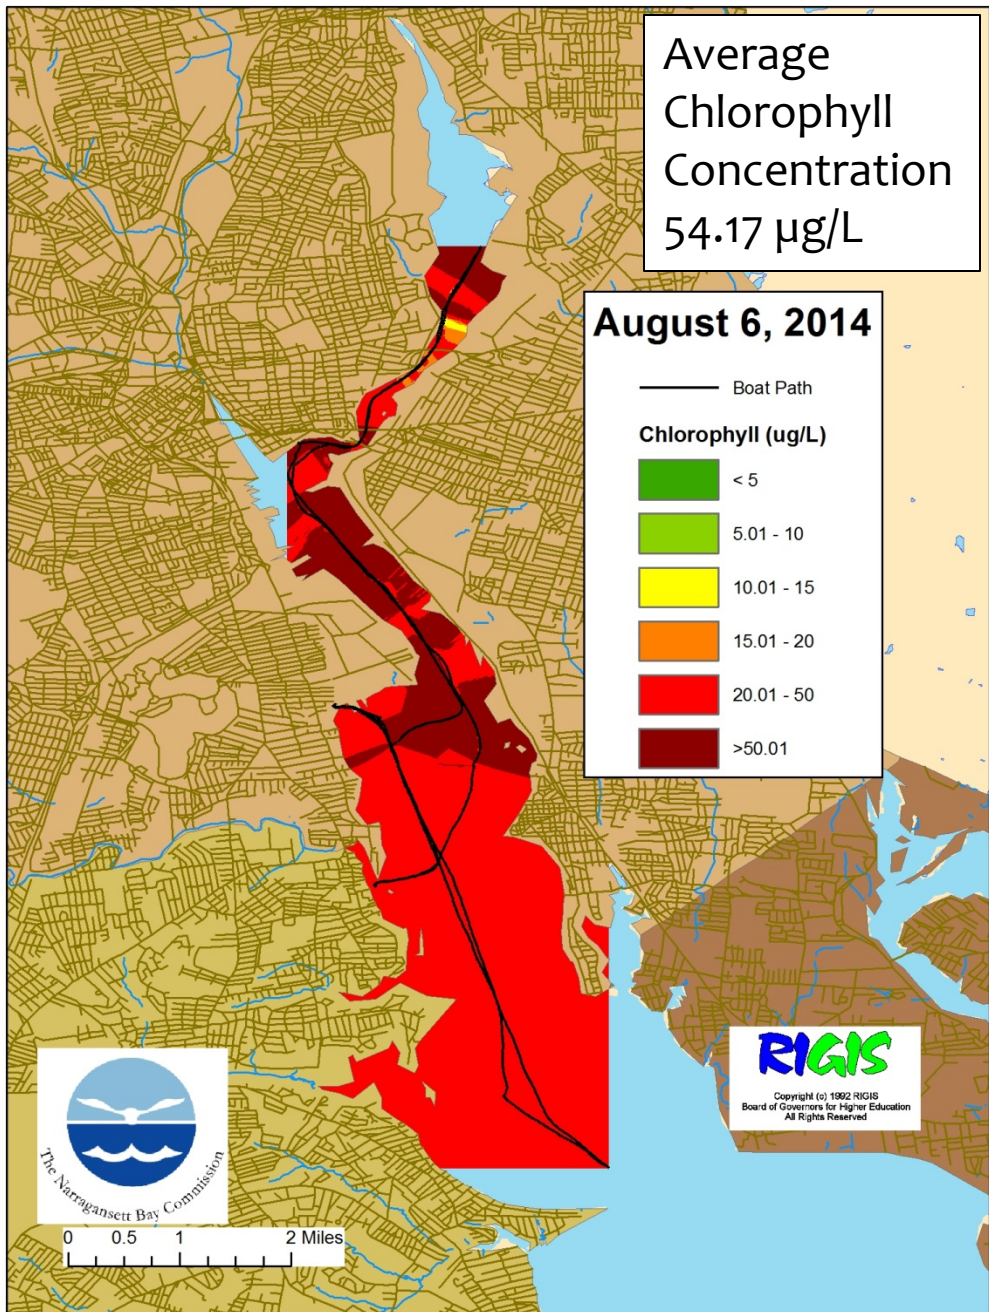 Average
Chlorophyll
Concentration
54.17 µg/L
August 6, 2014
Boat Path
Chlorophyll (ug/L)
< 5
5.01 - 10
10.01 - 15
15.01 - 20
20.01 - 50
>50.01
RIGIS
Copyright (c) 1992 RIGIS
Board of Governors for Higher Education
All Rights Reserved
The Narragansett Bay Commission
0 0.5 1 2 Miles